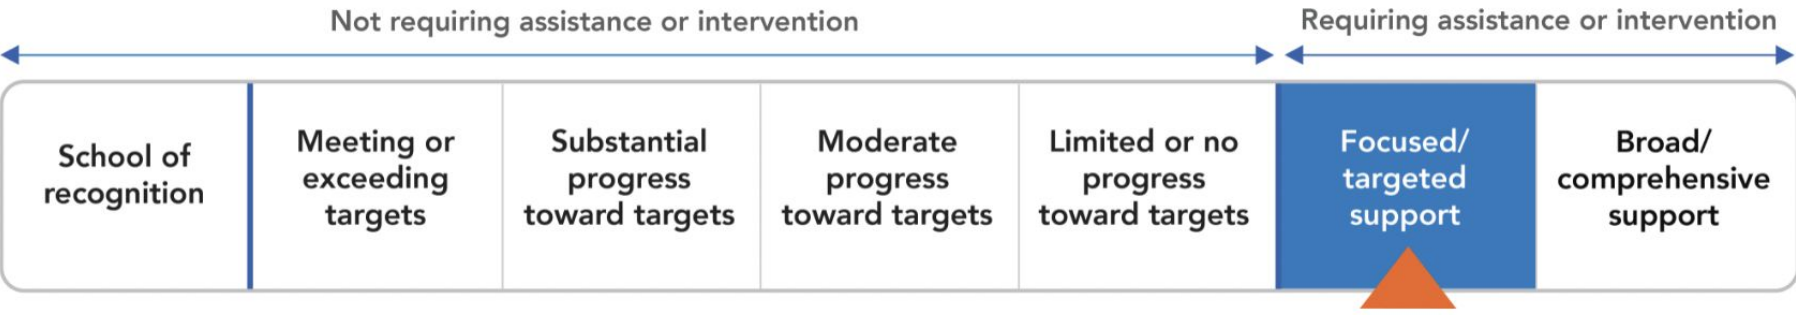 Not requiring assistance or intervention
Requiring assistance or intervention
School of
recognition
Meeting or
exceeding
targets
Substantial
progress
toward targets
Moderate
progress
toward targets
Limited or no
progress
toward targets
Focused/
targeted
support
Broad/
comprehensive
support